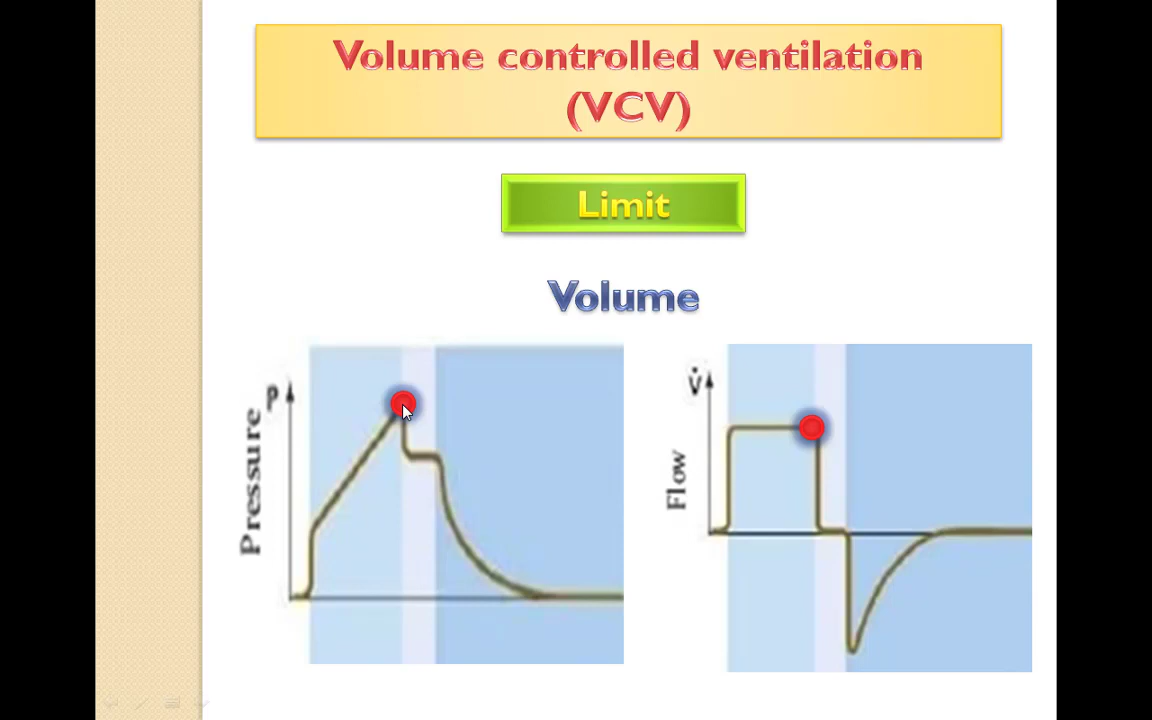 Volume controlled ventilation
(VCV)
Limit
Volume
P
Pressure
V̇
Flow